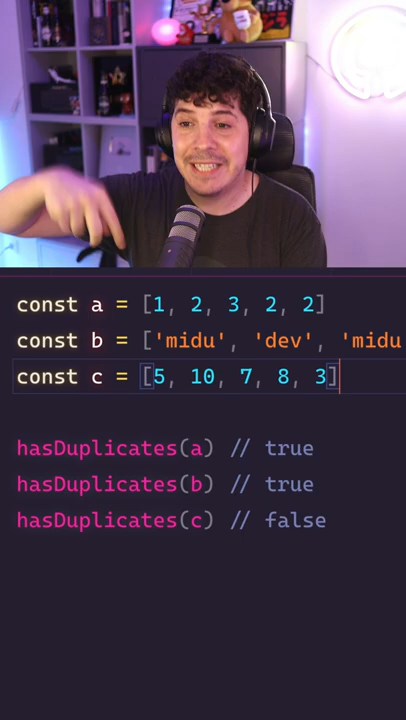 const a = [1, 2, 3, 2, 2]
const b = ['midu', 'dev', 'midu
const c = [5, 10, 7, 8, 3]
hasDuplicates(a) // true
hasDuplicates(b) // true
hasDuplicates(c) // false